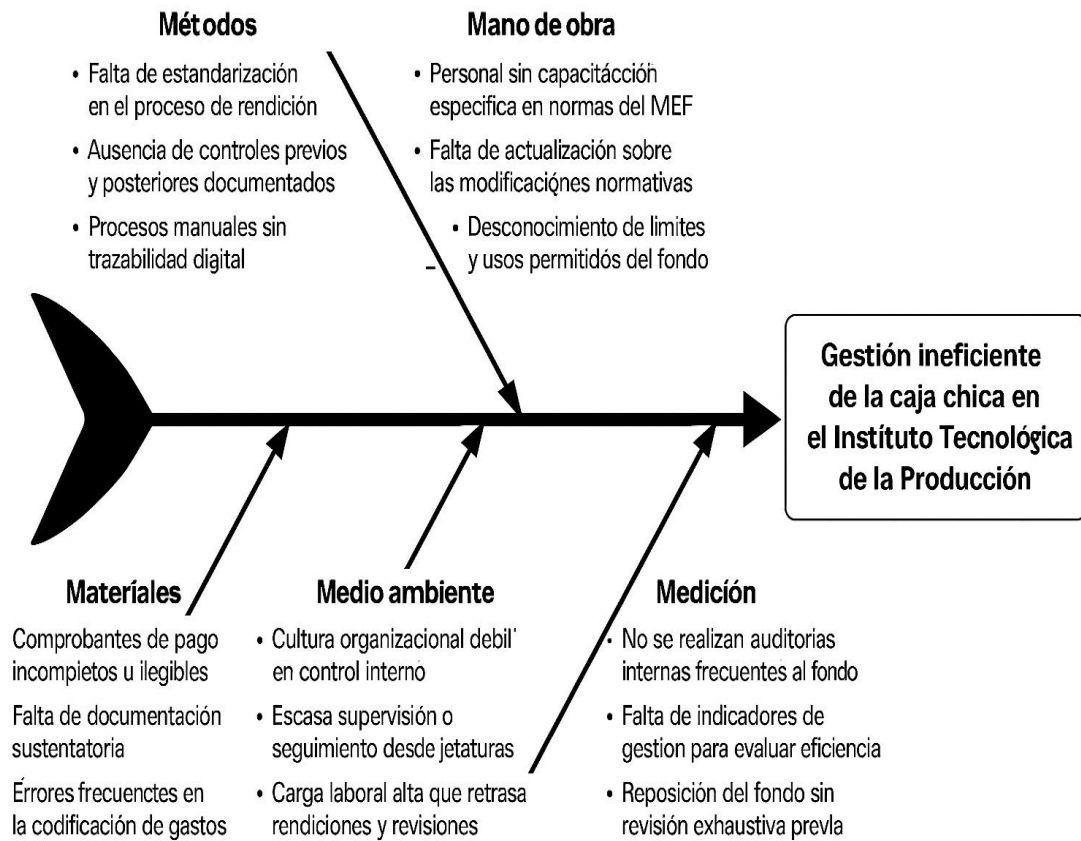 Métodos
• Falta de estandarización
en el proceso de rendición
• Ausencia de controles previos
y posteriores documentados
• Procesos manuales sin
trazabilidad digital
Mano de obra
• Personal sin capacitáccióh
especifica en normas del MEF
• Falta de actualización sobre
las modificaciọ́nes normativas
• Desconocimiento de limites
y usos permitidós del fondo
Gestión ineficiente
de la caja chica en
el Instítuto Tecnológica
de la Producción
Materíales
Comprobantes de pago
incompietos u ilegibles
Falta de documentación
sustentatoria
Érrores frecuenctes en
la codificación de gastos
Medio ambiente
• Cultura organizacional debil'
en control interno
• Escasa supervisión o
seguimiento desde jetaturas
• Carga laboral alta que retrasa
rendiciones y revisiones
Medicíón
• No se realizan auditorias
internas frecuentes al fondo
• Falta de indicadores de
gestion para evaluar eficiencia
• Reposición del fondo sin
revisión exhaustiva prevla